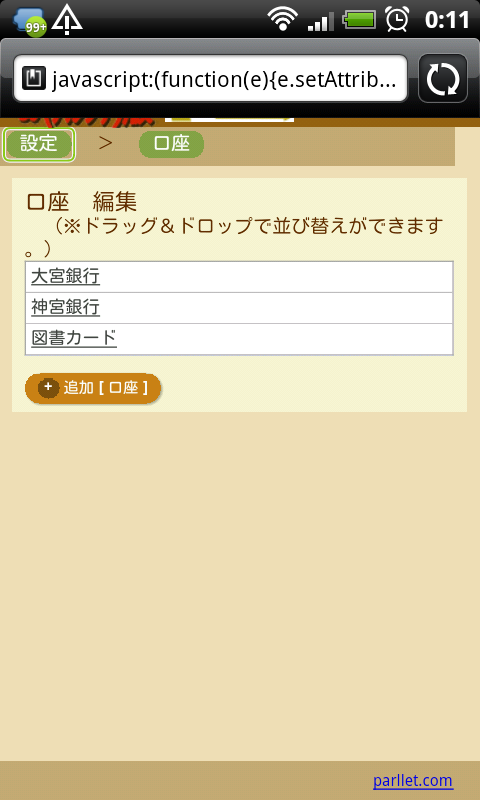 99+
0:11
javascript:(function(e){e.setAttrib...
設定 > 口座
口座 編集
(※ドラッグ＆ドロップで並び替えができます
。)
大宮銀行
神宮銀行
図書カード
+ 追加 [ 口座 ]
parllet.com